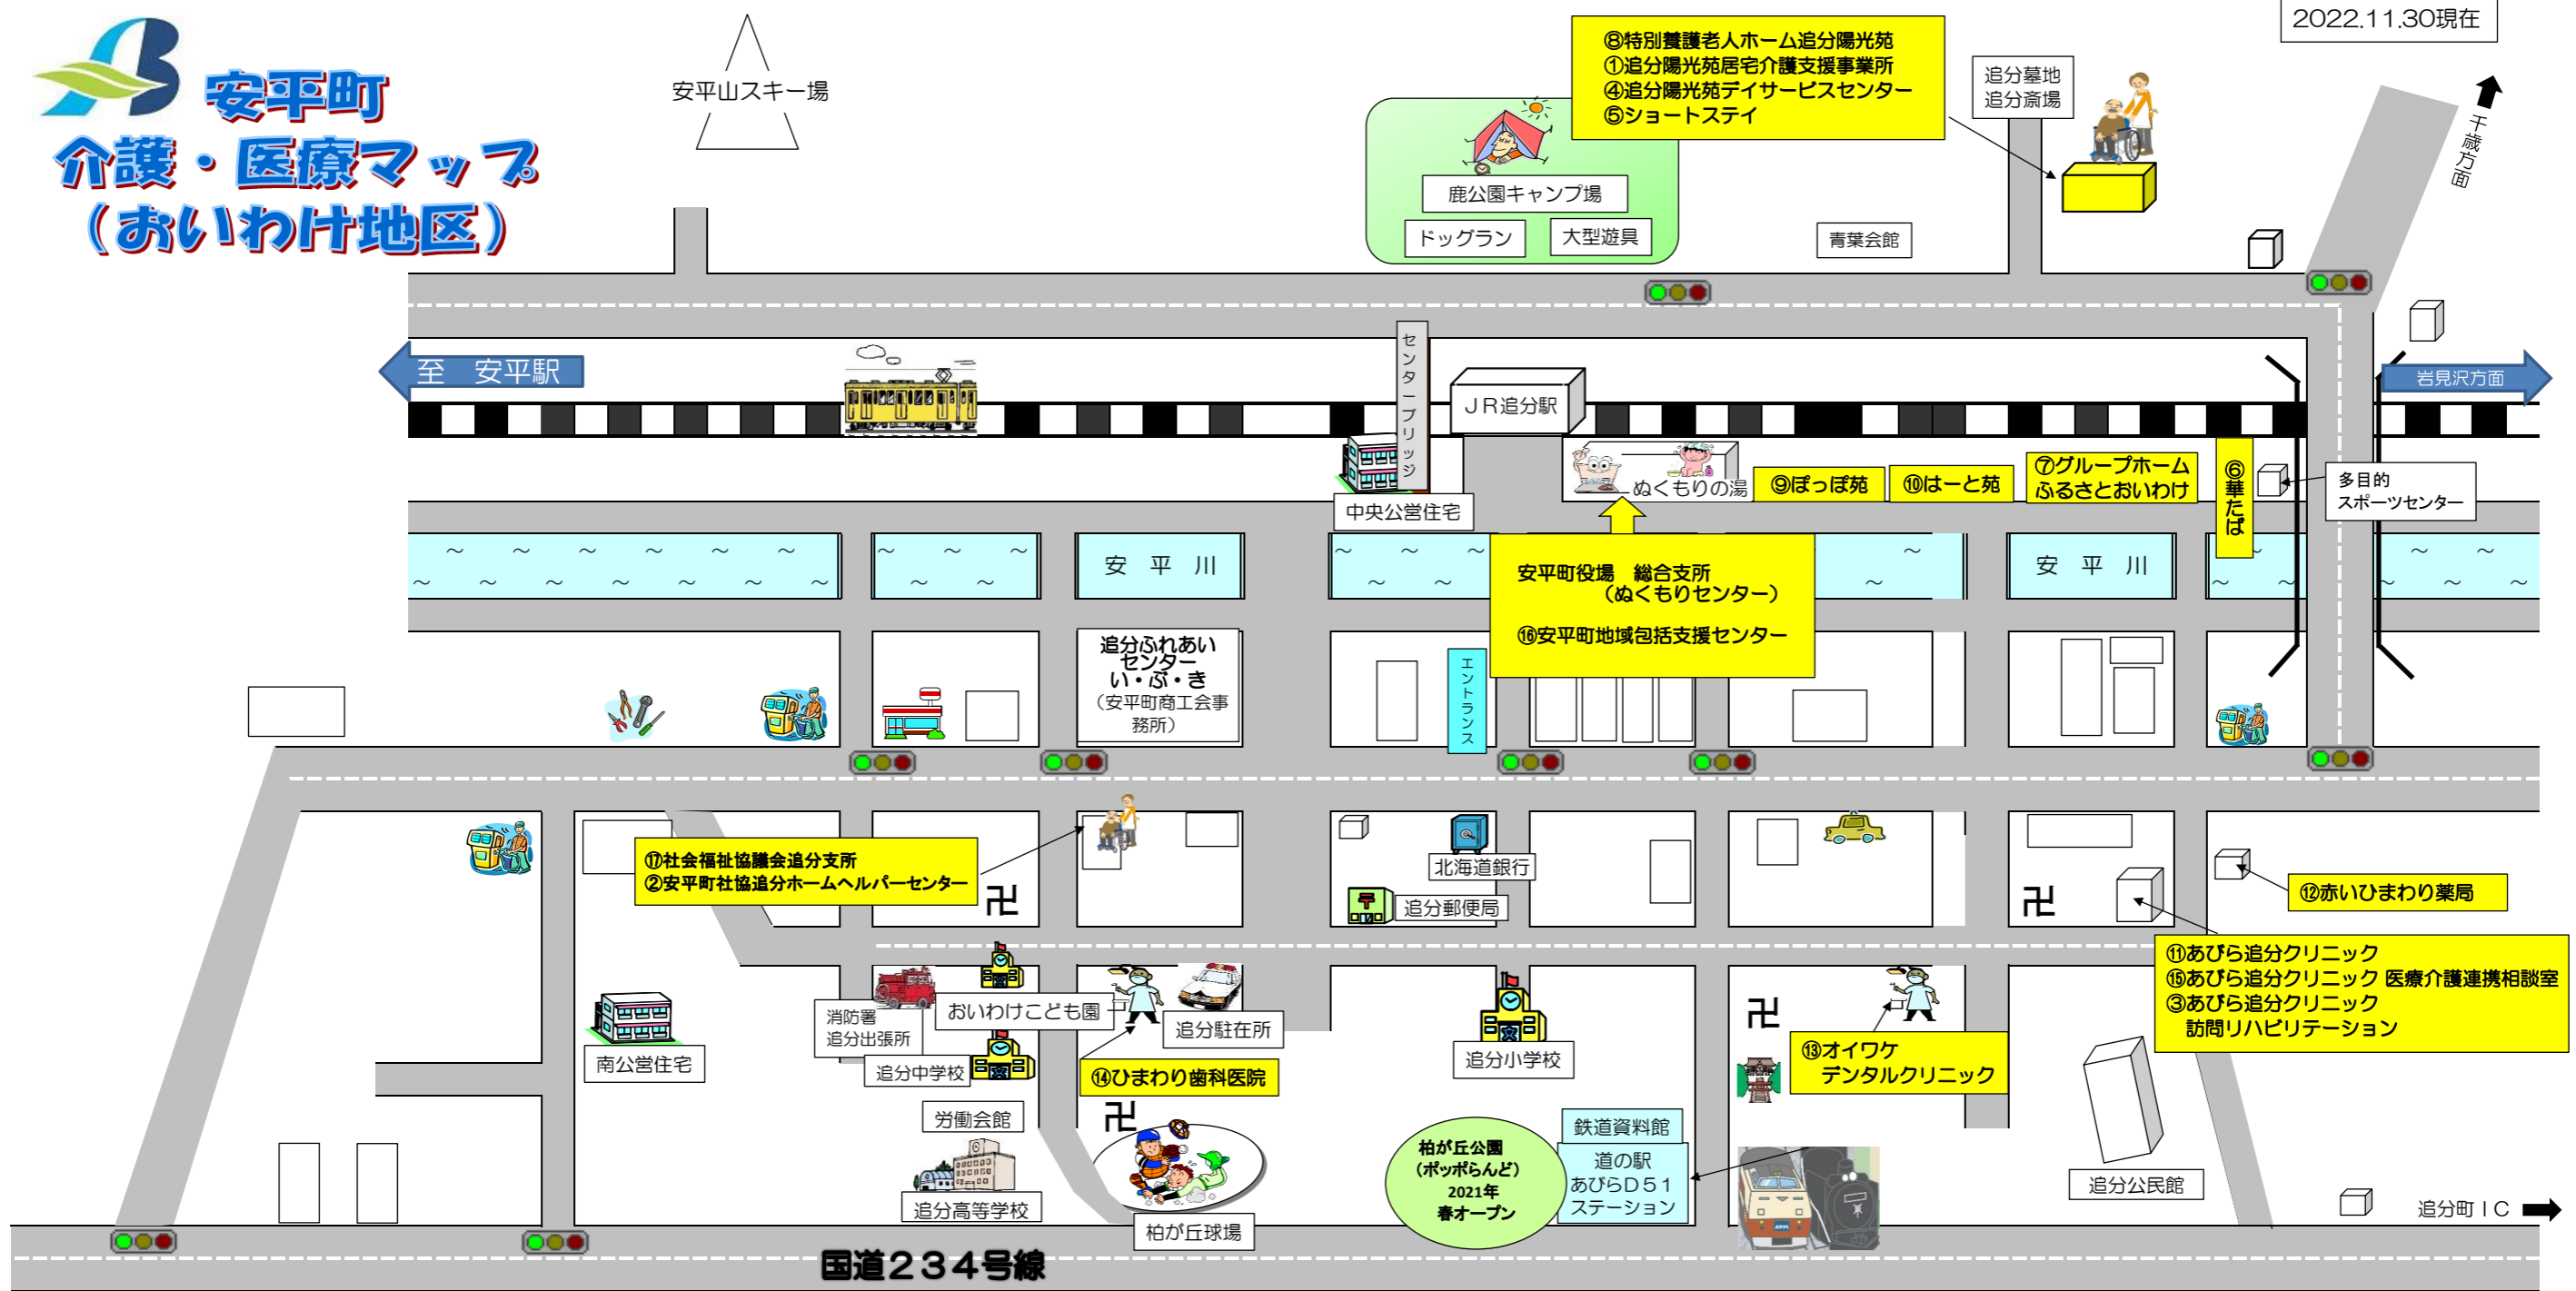 2022.11.30現在
安平町
介護・医療マップ
（おいわけ地区）
安平山スキー場
⑧特別養護老人ホーム追分陽光苑
①追分陽光苑居宅介護支援事業所
④追分陽光苑デイサービスセンター
⑤ショートステイ
追分墓地
追分斎場
千歳方面
鹿公園キャンプ場
ドッグラン
大型遊具
青葉会館
至　安平駅
センターブリッジ
ＪＲ追分駅
岩見沢方面
中央公営住宅
ぬくもりの湯
⑨ぽっぽ苑
⑩はーと苑
⑦グループホーム
ふるさとおいわけ
⑥華たば
多目的
スポーツセンター
～ ～ ～ ～ ～ ～
～ ～ ～ ～ ～ ～ ～
～ ～ ～
～ ～
安　平　川
～ ～ ～
～ ～
～
～
安　平　川
～
～ ～
～ ～
～ ～ ～
安平町役場　総合支所
（ぬくもりセンター）
⑯安平町地域包括支援センター
追分ふれあい
センター
い・ぶ・き
（安平町商工会事
務所）
エントランス
⑰社会福祉協議会追分支所
②安平町社協追分ホームヘルパーセンター
卍
北海道銀行
〒
追分郵便局
卍
⑫赤いひまわり薬局
⑪あびら追分クリニック
⑮あびら追分クリニック 医療介護連携相談室
③あびら追分クリニック
訪問リハビリテーション
南公営住宅
消防署
追分出張所
おいわけこども園
追分中学校
追分駐在所
⑭ひまわり歯科医院
追分小学校
卍
⑬オイワケ
デンタルクリニック
労働会館
卍
追分高等学校
柏が丘球場
柏が丘公園
（ポッポらんど）
2021年
春オープン
鉄道資料館
道の駅
あびらＤ５１
ステーション
追分公民館
追分町ＩＣ
国道２３４号線